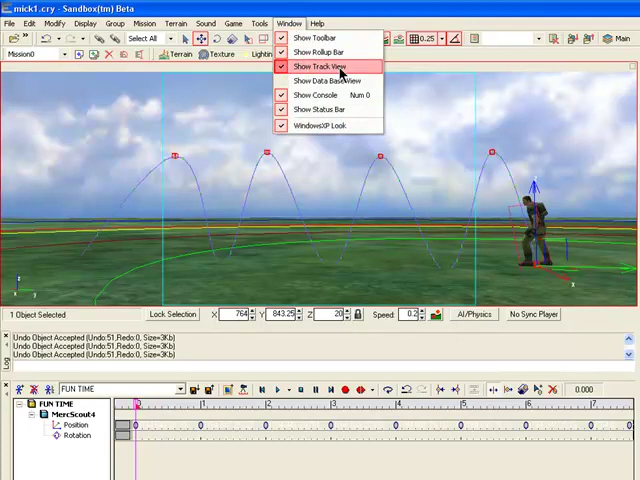 mick1.cry - Sandbox(tm) Beta
File Edit Modify Display Group Mission Terrain Sound Game Tools Window Help
Select All
0.25
Main
Mission0 Terrain Texture Lighting
Show Toolbar
Show Rollup Bar
Show Track View
Show Data Base View
Show Console Num 0
Show Status Bar
WindowsXP Look
1 Object Selected Lock Selection X 764 Y 843.25 Z 20 Speed: 0.2 AI/Physics No Sync Player
Undo Object Accepted (Undo:51,Redo:0, Size=3Kb)
Undo Object Accepted (Undo:51,Redo:0, Size=3Kb)
Undo Object Accepted (Undo:51,Redo:0, Size=3Kb)
Log
FUN TIME 0.000
FUN TIME 0 1 2 3 4 5 6 7
MercScout4
Position
Rotation